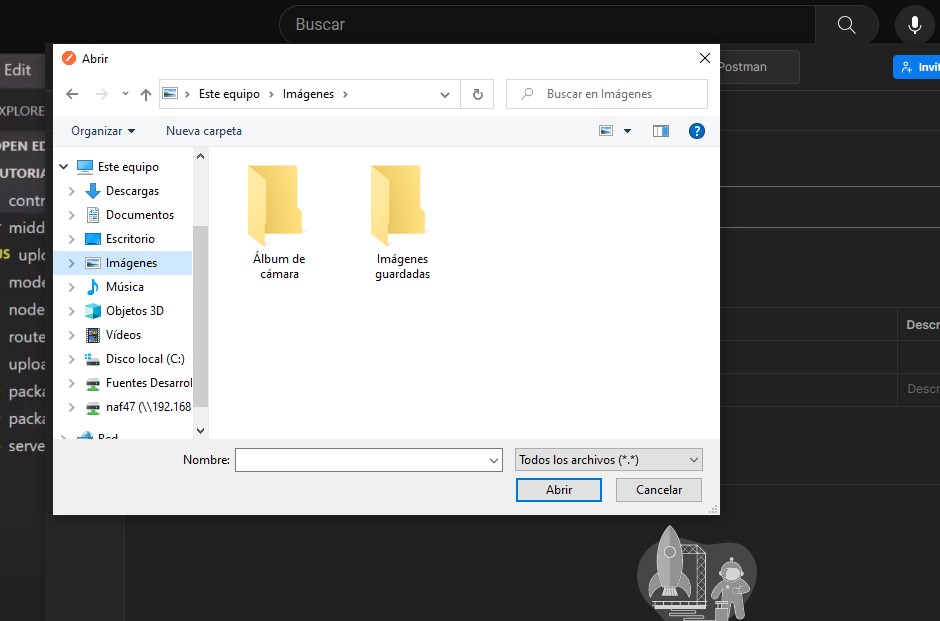 Buscar
Abrir
Edit
Postman
Este equipo
Imágenes
Buscar en Imágenes
Organizar
Nueva carpeta
Este equipo
Descargas
Documentos
Escritorio
Imágenes
Música
Objetos 3D
Vídeos
Disco local (C:)
Fuentes Desarrol
naf47 (\\192.168
Álbum de
cámara
Imágenes
guardadas
Nombre:
Todos los archivos (*.*)
Abrir
Cancelar
XPLORE
OPEN ED
UTORIA
contr
midd
US uplo
mode
node
route
uploa
packa
packa
serve
Invit
Descr
Descr